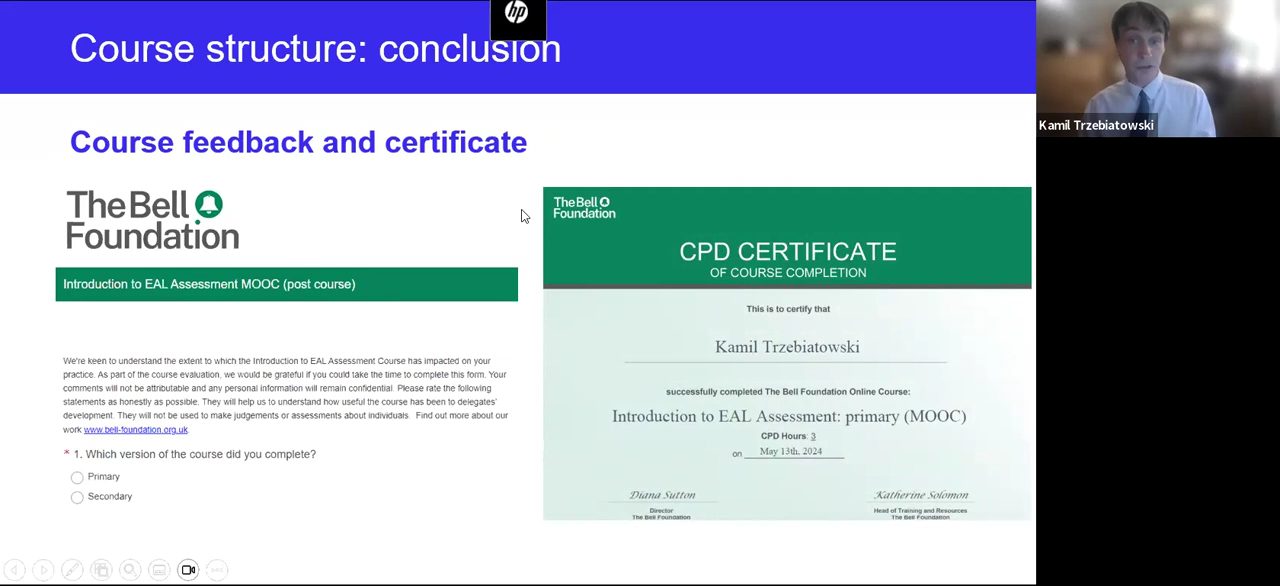 hp
Course structure: conclusion
Kamil Trzebiatowski
Course feedback and certificate
The Bell
Foundation
Introduction to EAL Assessment MOOC (post course)
We're keen to understand the extent to which the Introduction to EAL Assessment Course has impacted on your
practice. As part of the course evaluation, we would be grateful if you could take the time to complete this form. Your
comments will not be attributable and any personal information will remain confidential. Please rate the following
statements as honestly as possible. They will help us to understand how useful the course has been to delegates'
development. They will not be used to make judgements or assessments about individuals. Find out more about our
work www.bell-foundation.org.uk.
* 1. Which version of the course did you complete?
Primary
Secondary
The Bell
Foundation
CPD CERTIFICATE
OF COURSE COMPLETION
This is to certify that
Kamil Trzebiatowski
successfully completed The Bell Foundation Online Course:
Introduction to EAL Assessment: primary (MOOC)
CPD Hours: 3
on May 13th, 2024
Diana Sutton
Director
The Bell Foundation
Katherine Solomon
Head of Training and Resources
The Bell Foundation